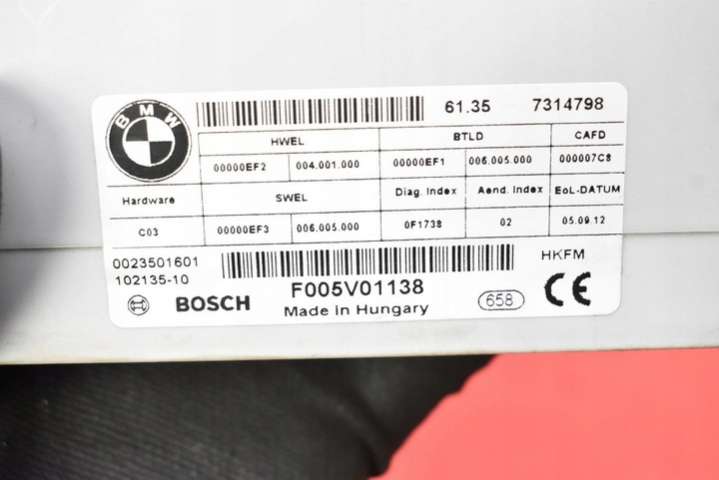 BMW
61.35 7314798
HWEL BTLD CAFD
00000EF2 004.001.000 00000EF1 006.005.000 000007C8
Hardware SWEL Diag. Index Aend. Index EoL-DATUM
C03 00000EF3 006.005.000 0F1738 02 05.09.12
0023501601 HKFM
102135-10
BOSCH F005V01138 658 CE
Made in Hungary